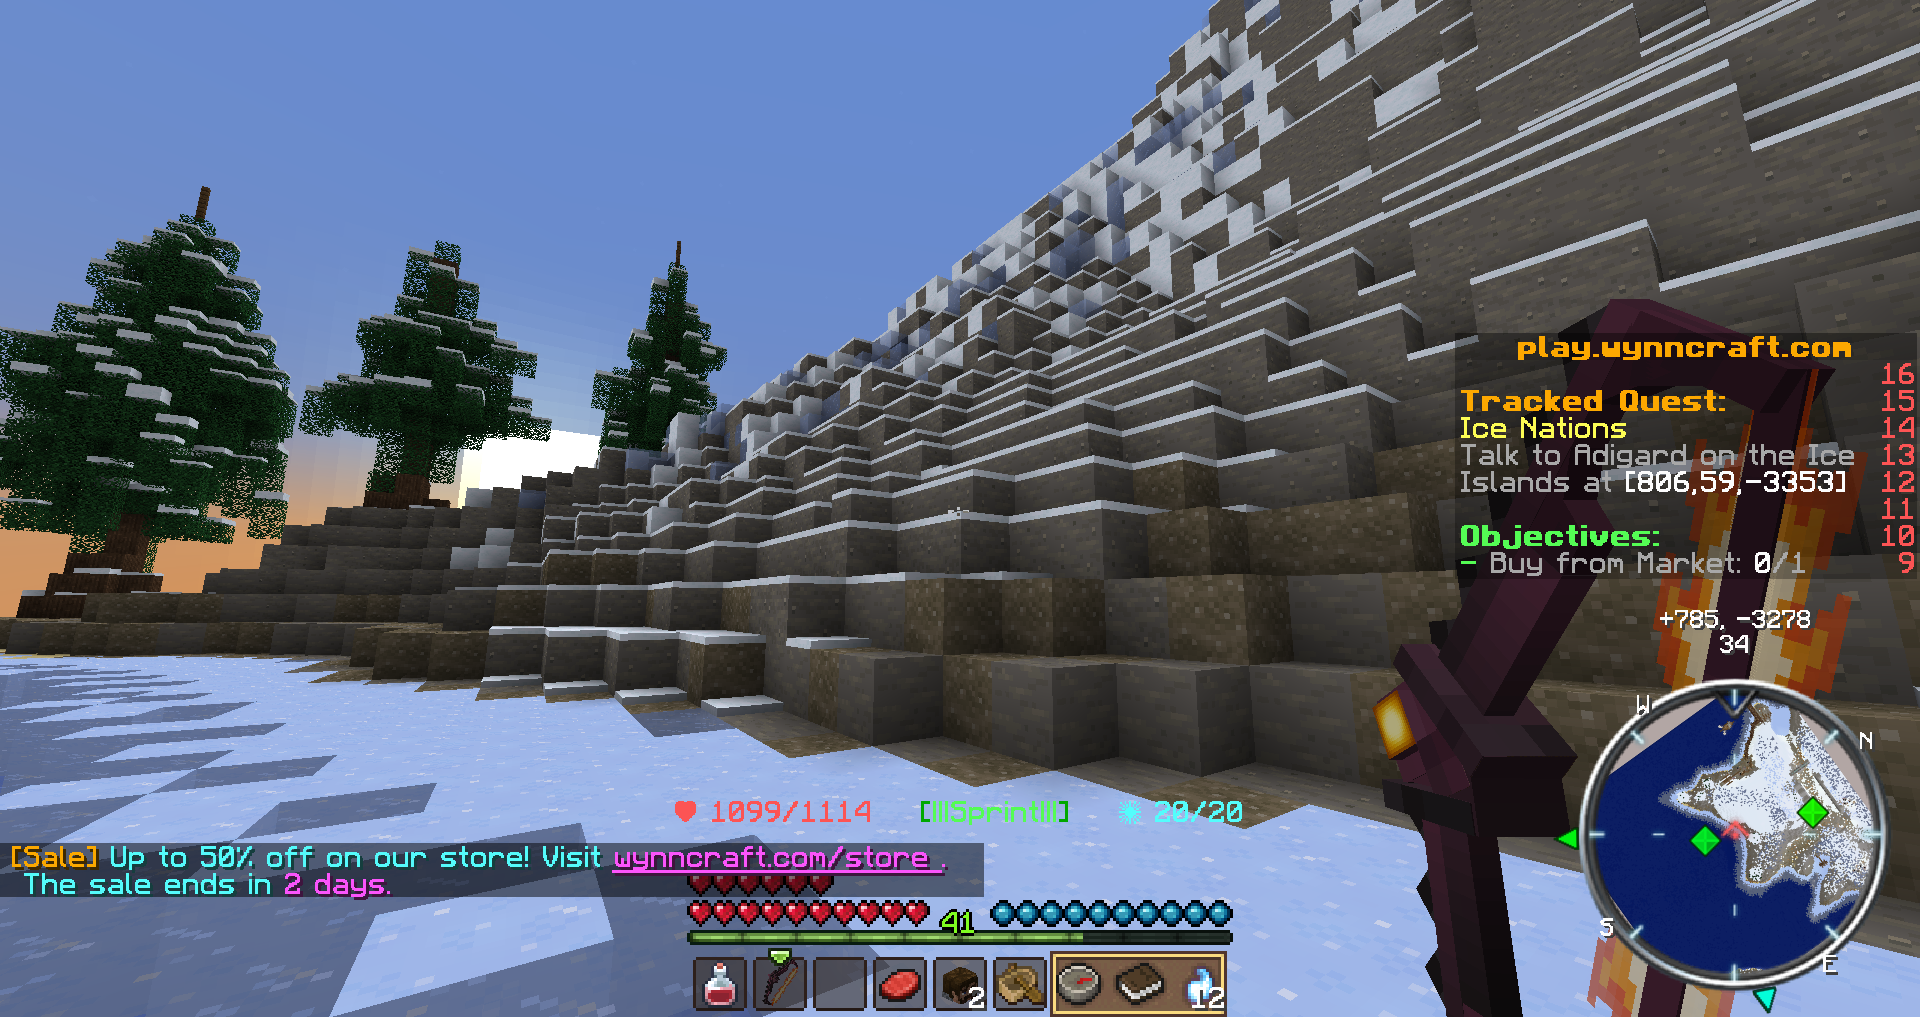 play.wynncraft.com
16
Tracked Quest: 15
Ice Nations 14
Talk to Adigard on the Ice 13
Islands at [806,59,-3353] 12
11
Objectives: 10
- Buy from Market: 0/1 9
+785, -3278
34
W
N
S
E
1099/1114 [|||Sprint|||] 20/20
[Sale] Up to 50% off on our store! Visit wynncraft.com/store .
The sale ends in 2 days.
41
2
12